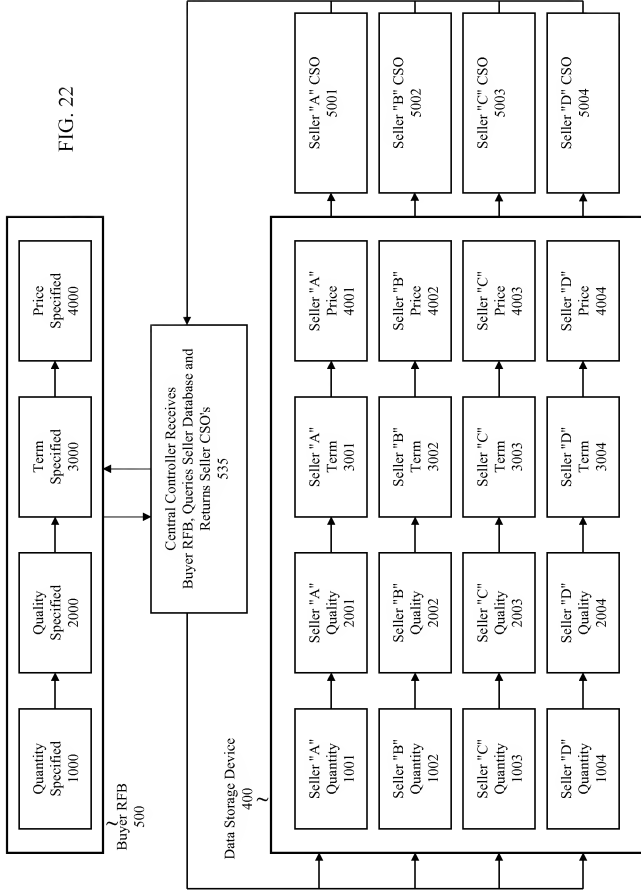 FIG. 22
Quantity
Specified
1000
Quality
Specified
2000
Term
Specified
3000
Price
Specified
4000
Buyer RFB
500
Central Controller Receives
Buyer RFB, Queries Seller Database and
Returns Seller CSO's
535
Data Storage Device
400
Seller "A"
Quantity
1001
Seller "A"
Quality
2001
Seller "A"
Term
3001
Seller "A"
Price
4001
Seller "A" CSO
5001
Seller "B"
Quantity
1002
Seller "B"
Quality
2002
Seller "B"
Term
3002
Seller "B"
Price
4002
Seller "B" CSO
5002
Seller "C"
Quantity
1003
Seller "C"
Quality
2003
Seller "C"
Term
3003
Seller "C"
Price
4003
Seller "C" CSO
5003
Seller "D"
Quantity
1004
Seller "D"
Quality
2004
Seller "D"
Term
3004
Seller "D"
Price
4004
Seller "D" CSO
5004